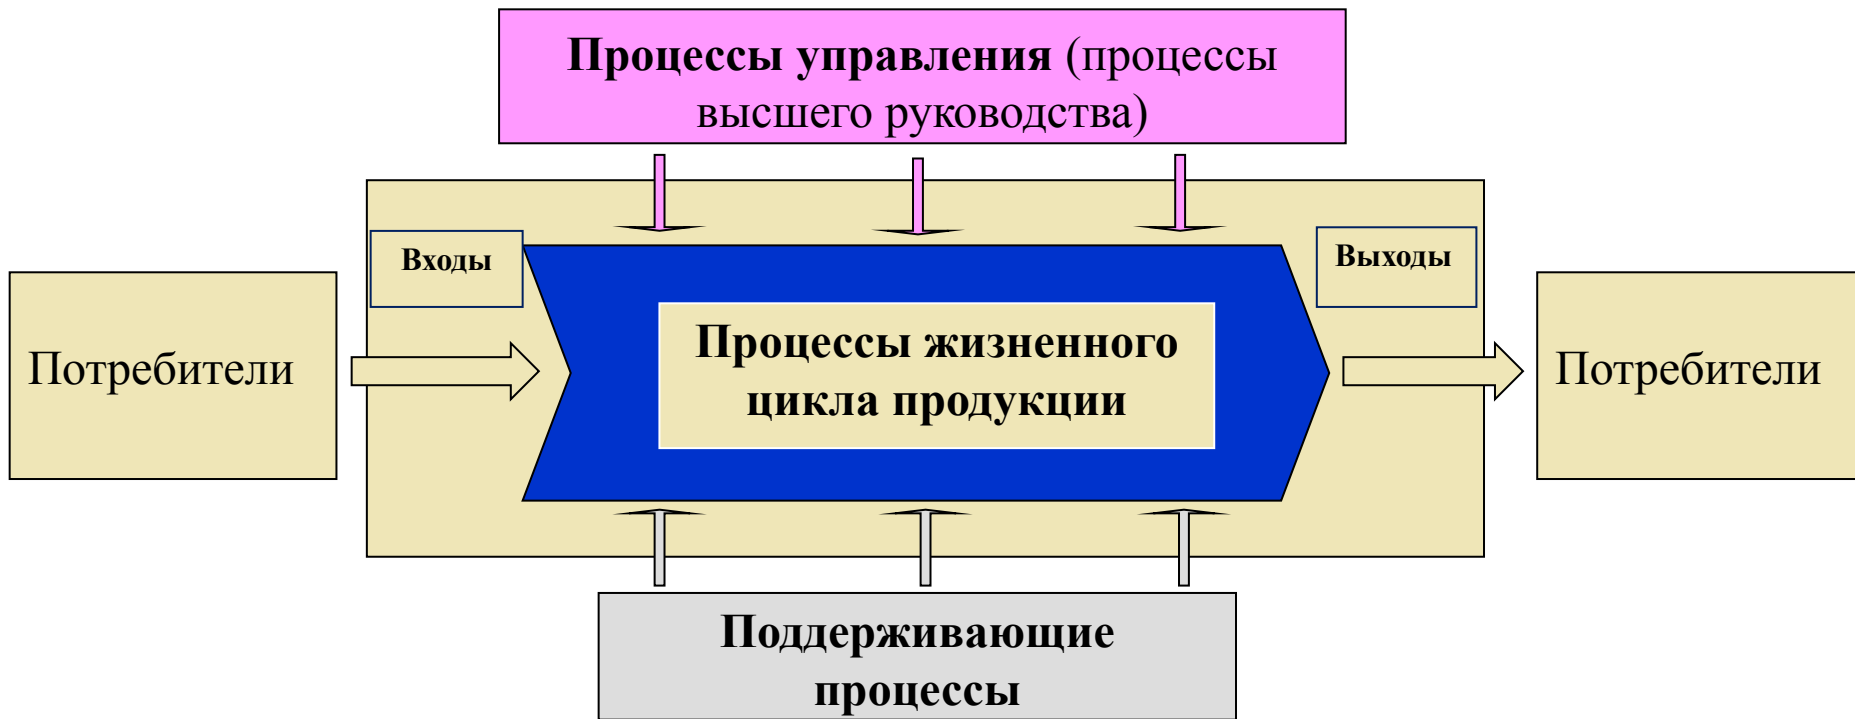 Процессы управления (процессы
высшего руководства)
Входы
Выходы
Потребители
Процессы жизненного
цикла продукции
Потребители
Поддерживающие
процессы